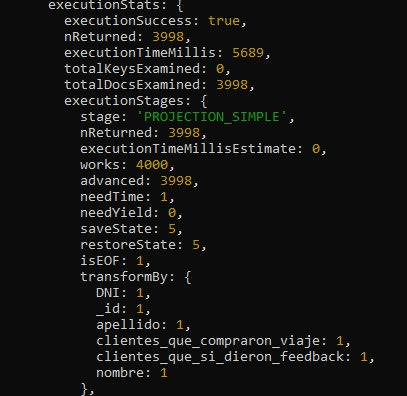 executionStats: {
executionSuccess: true,
nReturned: 3998,
executionTimeMillis: 5689,
totalKeysExamined: 0,
totalDocsExamined: 3998,
executionStages: {
stage: 'PROJECTION_SIMPLE',
nReturned: 3998,
executionTimeMillisEstimate: 0,
works: 4000,
advanced: 3998,
needTime: 1,
needYield: 0,
saveState: 5,
restoreState: 5,
isEOF: 1,
transformBy: {
DNI: 1,
_id: 1,
apellido: 1,
clientes_que_compraron_viaje: 1,
clientes_que_si_dieron_feedback: 1,
nombre: 1
},